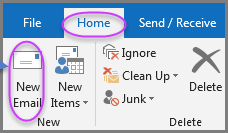 File Home Send / Receive
New Email
New Items
Ignore
Clean Up
Junk
Delete
New
Delete